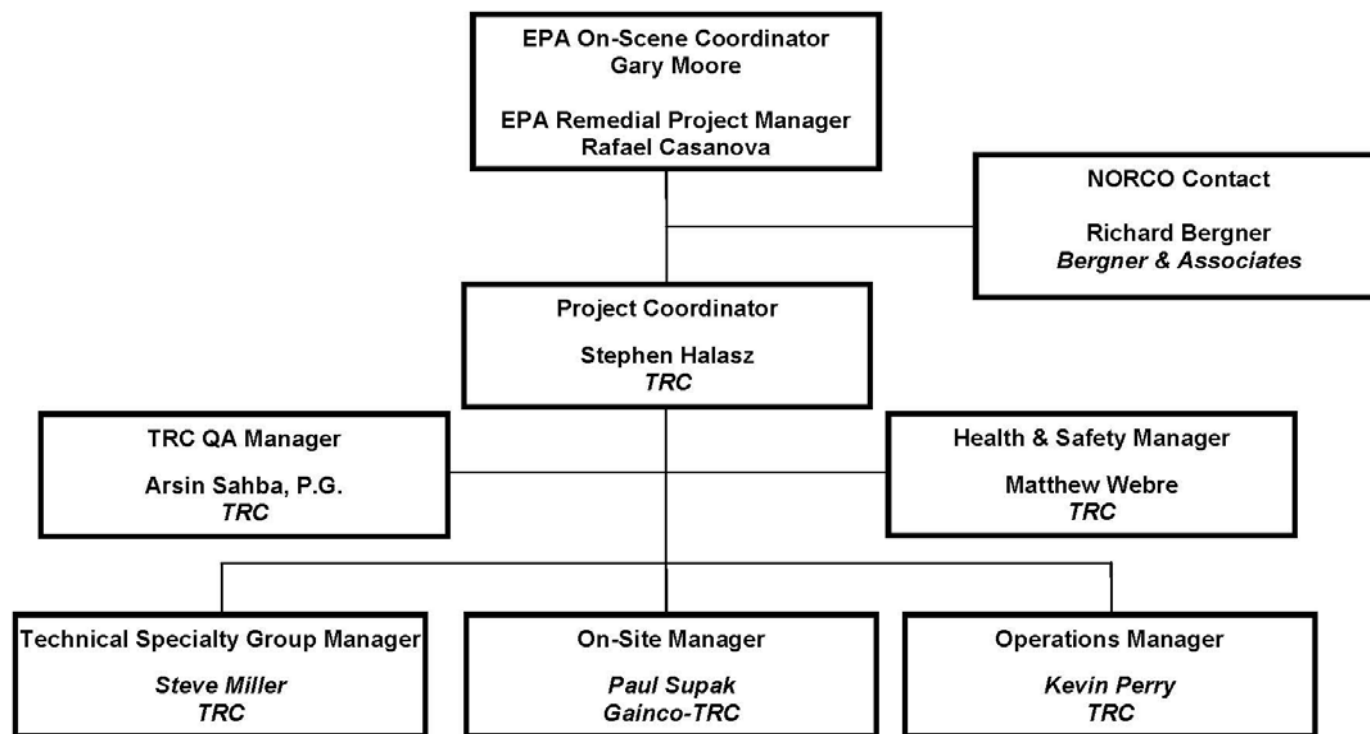 EPA On-Scene Coordinator
Gary Moore
EPA Remedial Project Manager
Rafael Casanova
NORCO Contact
Richard Bergner
Bergner & Associates
Project Coordinator
Stephen Halasz
TRC
TRC QA Manager
Arsin Sahba, P.G.
TRC
Health & Safety Manager
Matthew Webre
TRC
Technical Specialty Group Manager
Steve Miller
TRC
On-Site Manager
Paul Supak
Gainco-TRC
Operations Manager
Kevin Perry
TRC